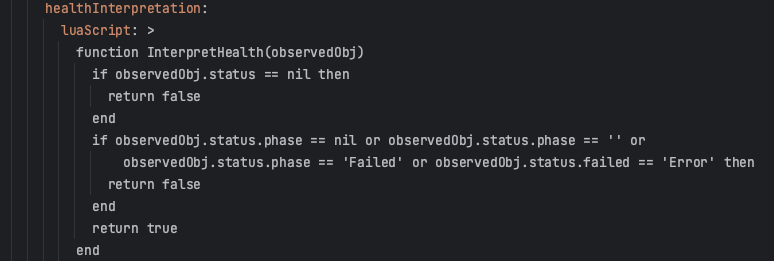 healthInterpretation:
luaScript: >
function InterpretHealth(observedObj)
if observedObj.status == nil then
return false
end
if observedObj.status.phase == nil or observedObj.status.phase == '' or
observedObj.status.phase == 'Failed' or observedObj.status.failed == 'Error' then
return false
end
return true
end